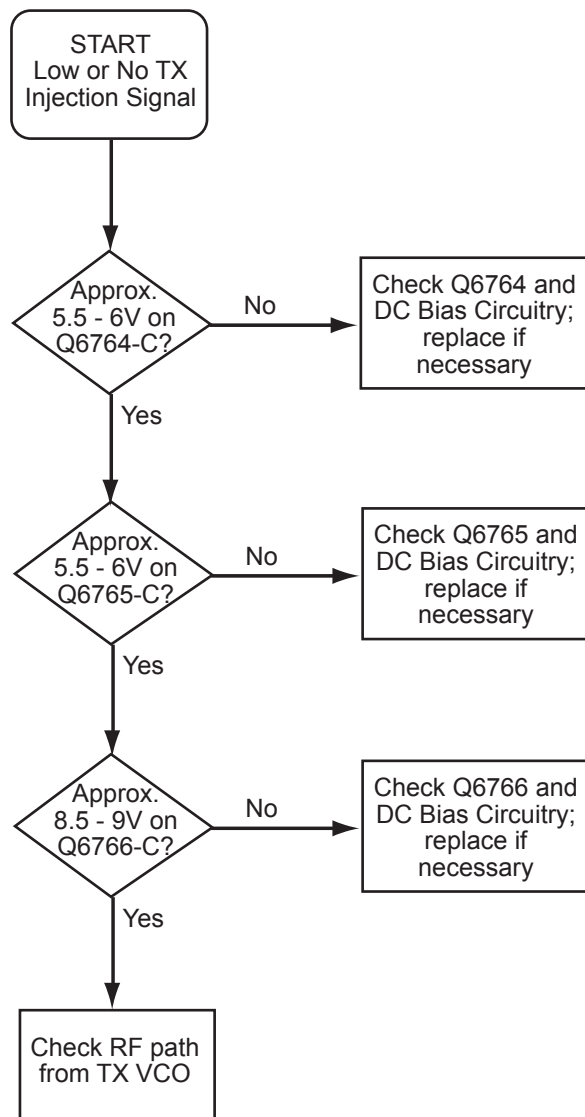 START
Low or No TX
Injection Signal
Approx.
5.5 - 6V on
Q6764-C?
No
Check Q6764 and
DC Bias Circuitry;
replace if
necessary
Yes
Approx.
5.5 - 6V on
Q6765-C?
No
Check Q6765 and
DC Bias Circuitry;
replace if
necessary
Yes
Approx.
8.5 - 9V on
Q6766-C?
No
Check Q6766 and
DC Bias Circuitry;
replace if
necessary
Yes
Check RF path
from TX VCO